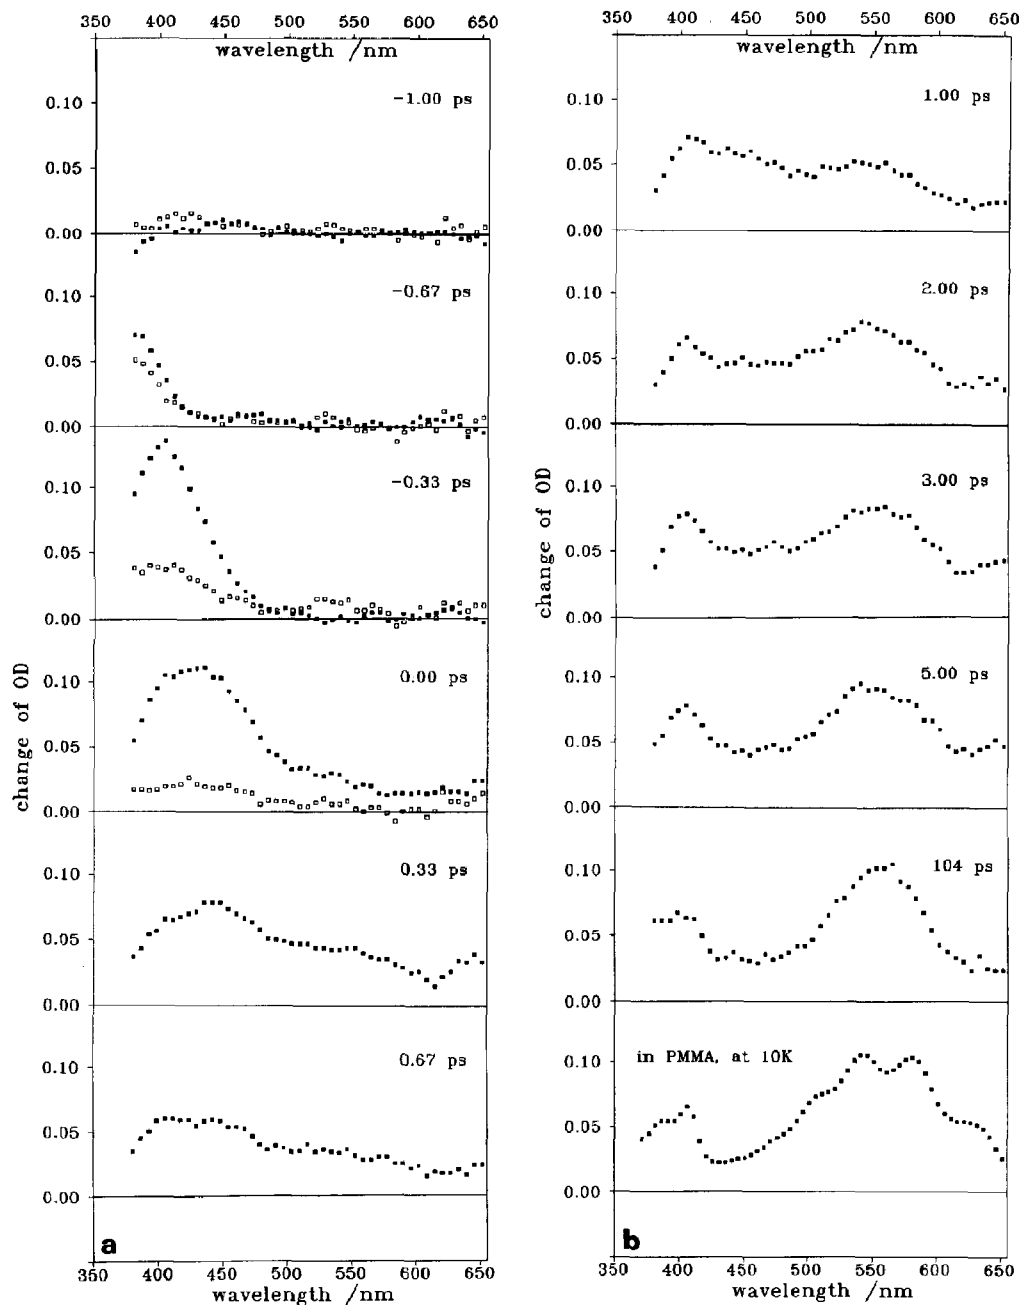 350 400 450 500 550 600 650
wavelength /nm
-1.00 ps
0.10
0.05
0.00
-0.67 ps
0.10
0.05
0.00
-0.33 ps
0.10
0.05
0.00
0.00 ps
0.10
0.05
0.00
0.33 ps
0.10
0.05
0.00
0.67 ps
0.10
0.05
0.00
change of OD
a
350 400 450 500 550 600 650
wavelength /nm
350 400 450 500 550 600 650
wavelength /nm
1.00 ps
0.10
0.05
0.00
2.00 ps
0.10
0.05
0.00
3.00 ps
0.10
0.05
0.00
5.00 ps
0.10
0.05
0.00
104 ps
0.10
0.05
0.00
in PMMA, at 10K
0.10
0.05
0.00
change of OD
b
350 400 450 500 550 600 650
wavelength /nm